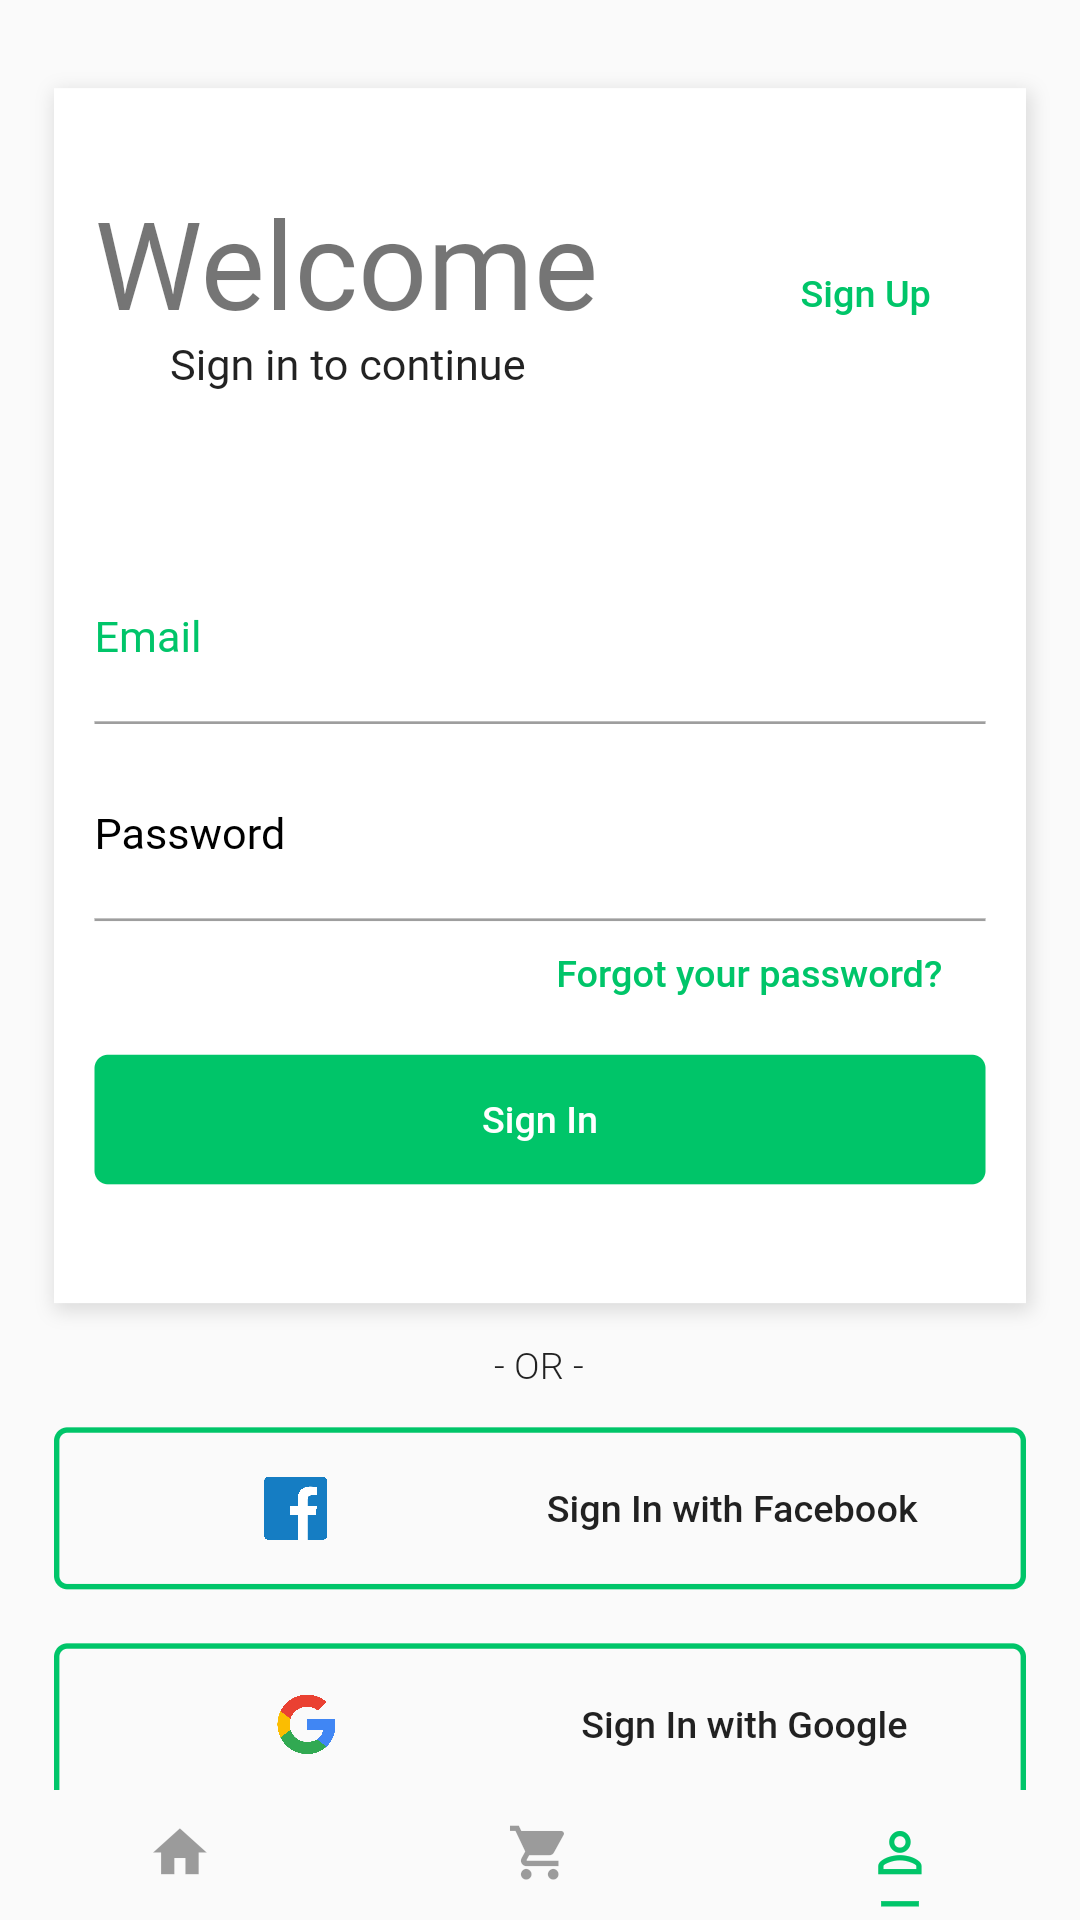 Welcome
Sign Up
Sign in to continue
Email
Password
Forgot your password?
Sign In
- OR -
Sign In with Facebook
Sign In with Google